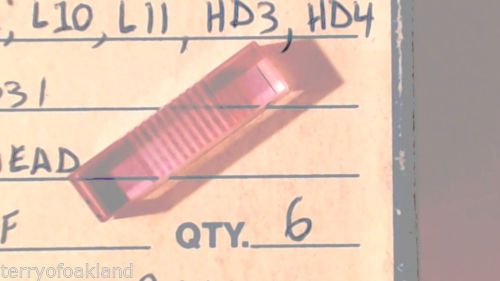 , L10, L11, HD3, HD4
31
EAD
F QTY. 6
terryofoakland